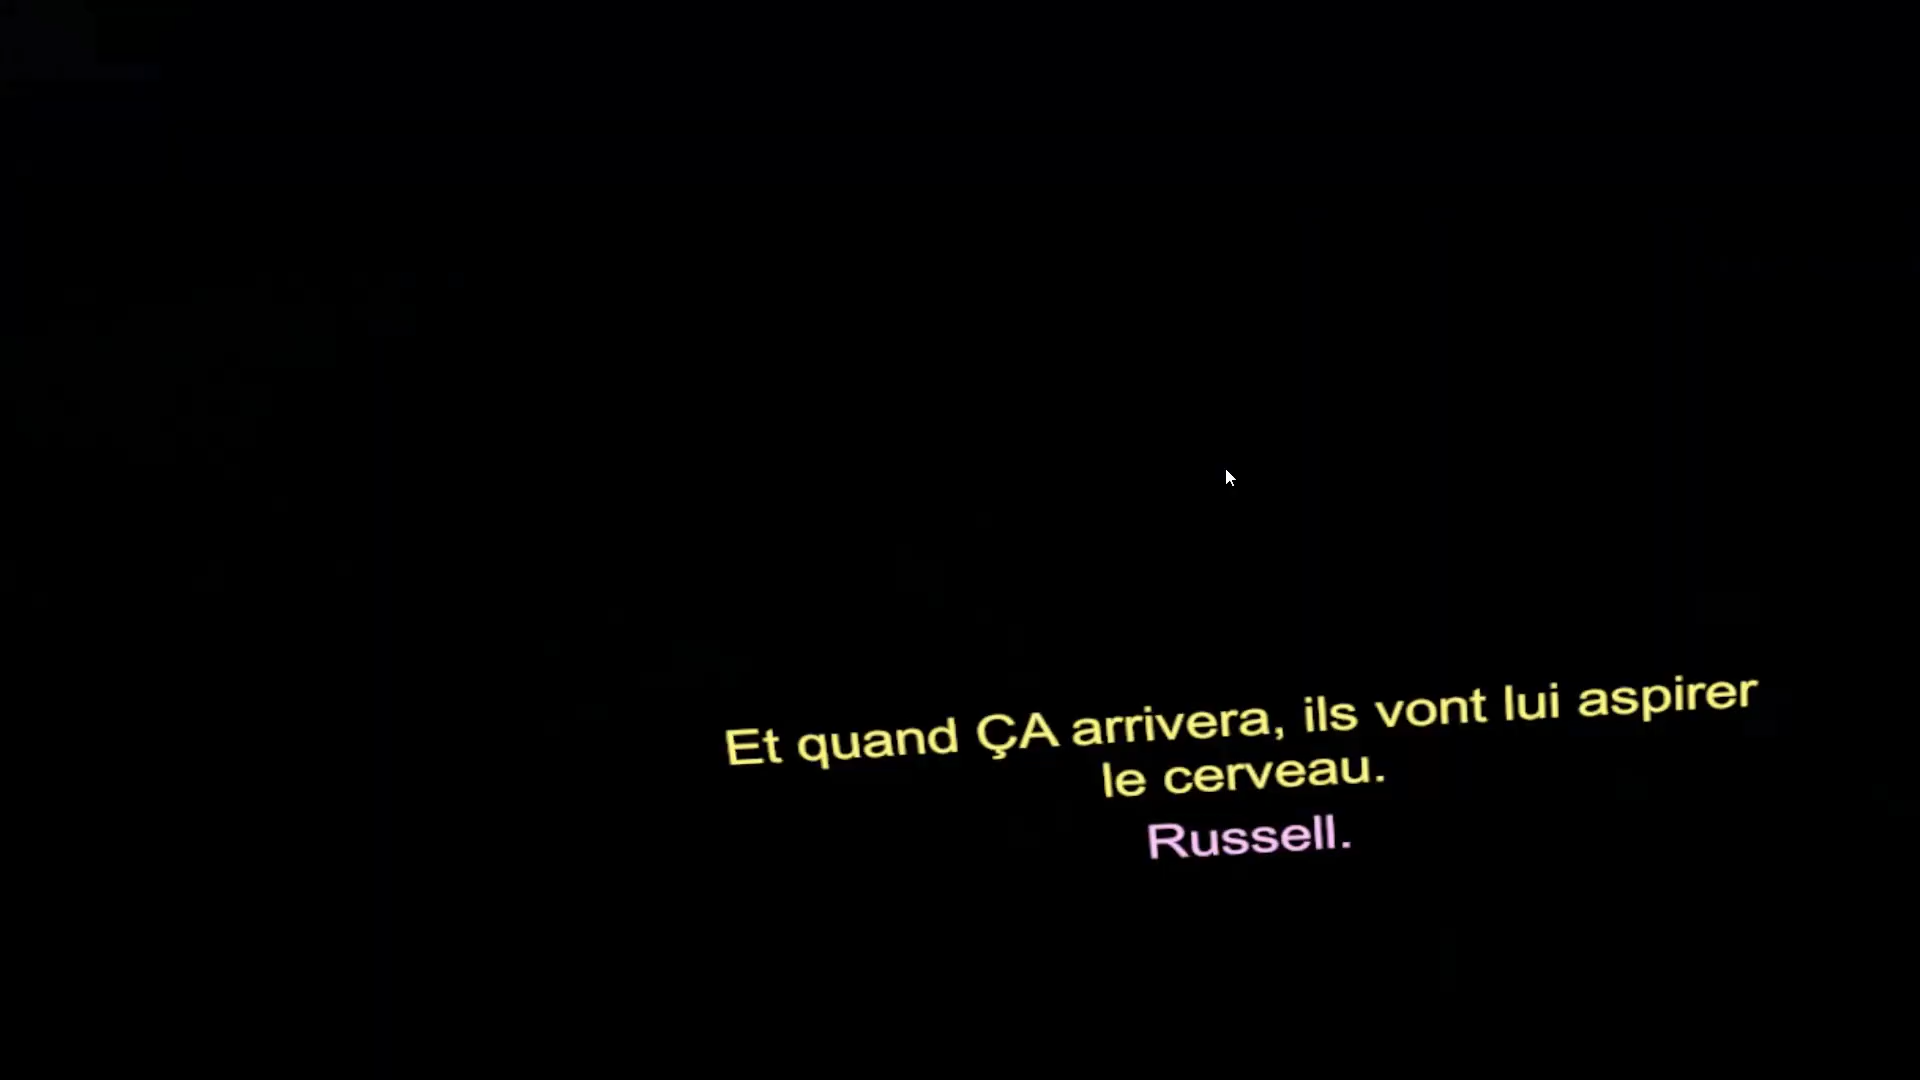 Et quand ÇA arrivera, ils vont lui aspirer
le cerveau.
Russell.